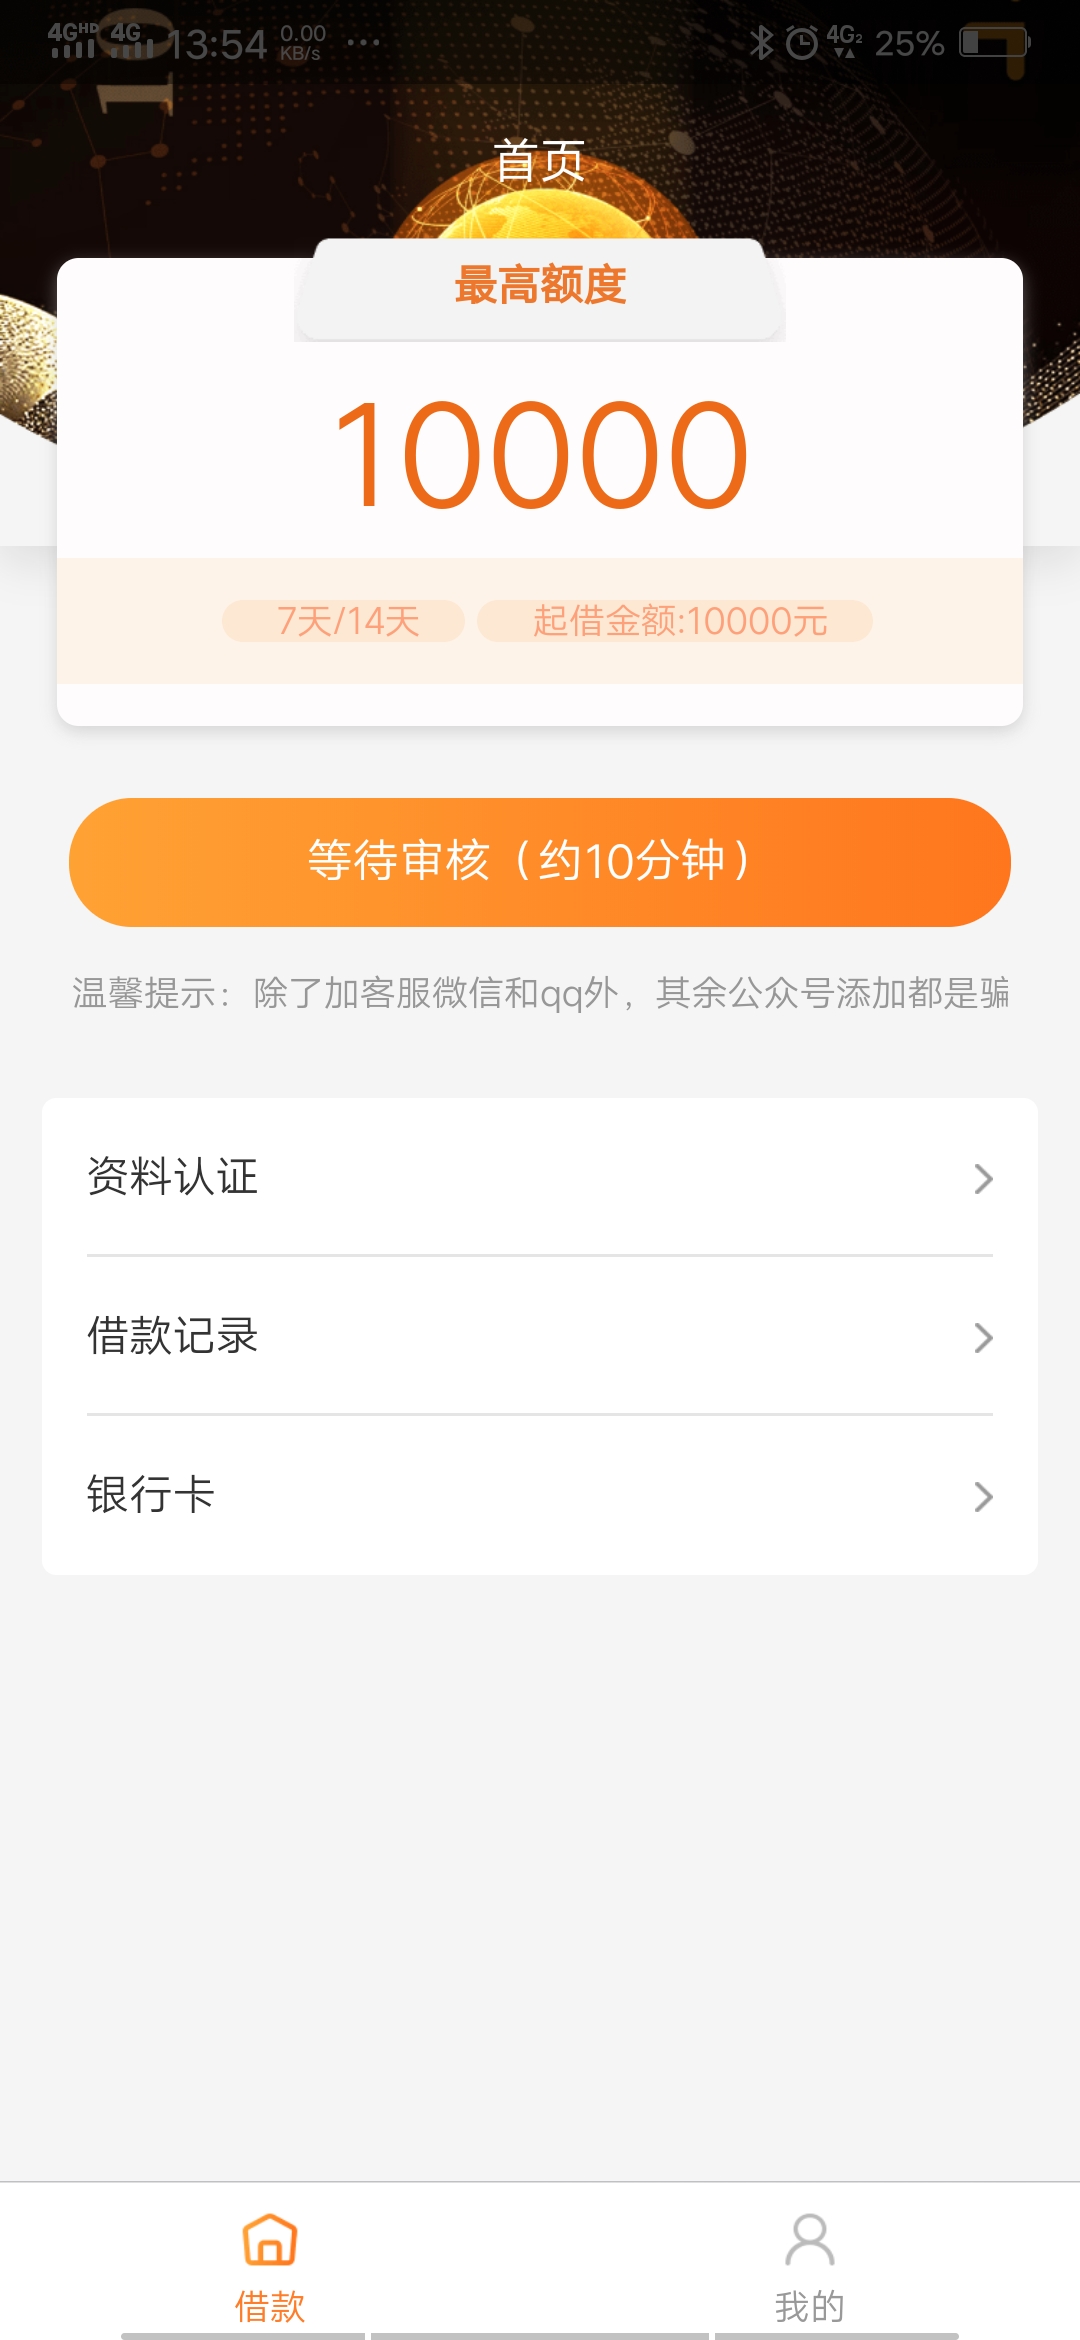 4GHD 4G 13:54 0.00 KB/s ... 4G2 25%
首页
最高额度
10000
7天/14天 起借金额:10000元
等待审核（约10分钟）
温馨提示：除了加客服微信和qq外，其余公众号添加都是骗
资料认证
借款记录
银行卡
借款 我的